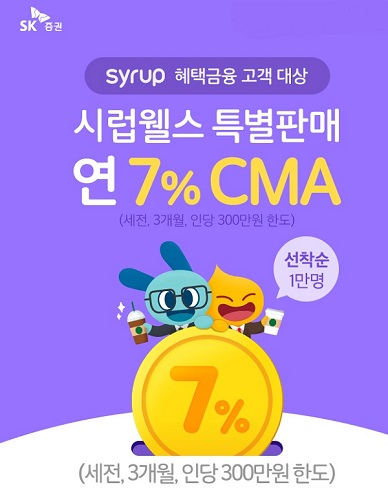 SK증권
syrup 혜택금융 고객 대상
시럽웰스 특별판매
연 7% CMA
(세전, 3개월, 인당 300만원 한도)
선착순
1만명
7%
(세전, 3개월, 인당 300만원 한도)